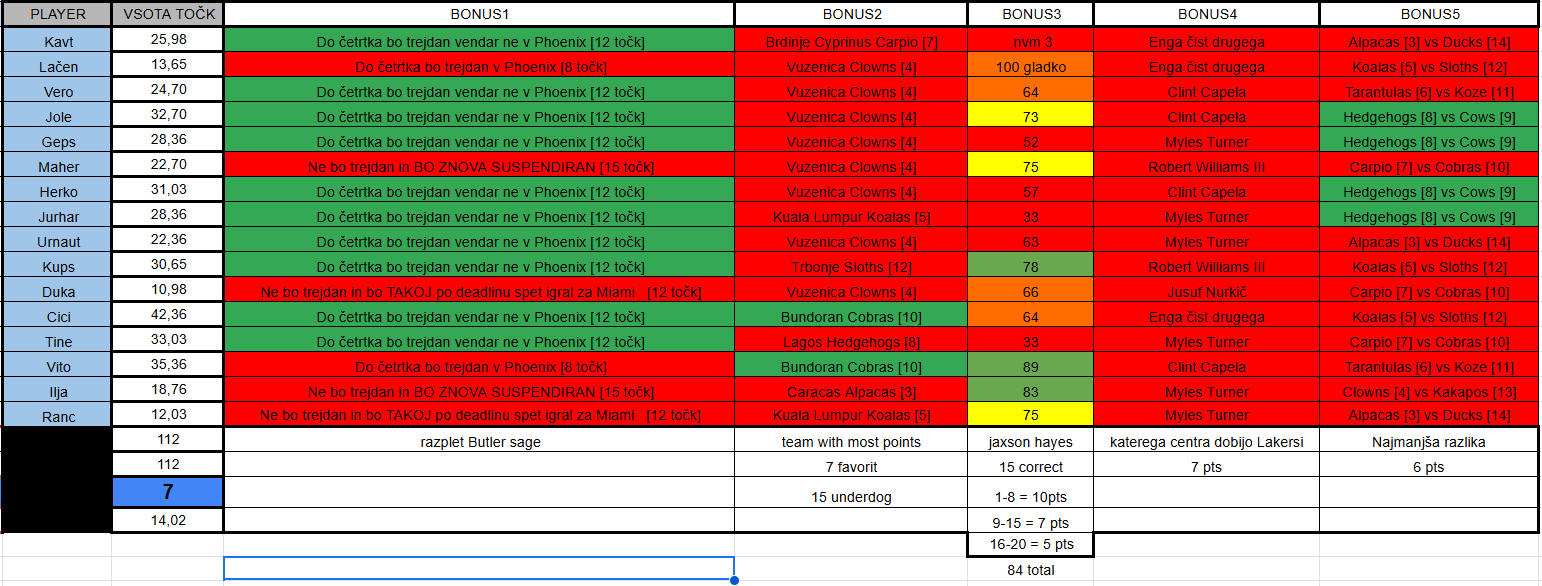 PLAYER VSOTA TOČK BONUS1 BONUS2 BONUS3 BONUS4 BONUS5
Kavt 25,98 Do četrtka bo trejdan vendar ne v Phoenix [12 točk] Brdinje Cyprinus Carpio [7] nvm 3 Enga čist drugega Alpacas [3] vs Ducks [14]
Lačen 13,65 Do četrtka bo trejdan v Phoenix [8 točk] Vuzenica Clowns [4] 100 gladko Enga čist drugega Koalas [5] vs Sloths [12]
Vero 24,70 Do četrtka bo trejdan vendar ne v Phoenix [12 točk] Vuzenica Clowns [4] 64 Clint Capela Tarantulas [6] vs Koze [11]
Jole 32,70 Do četrtka bo trejdan vendar ne v Phoenix [12 točk] Vuzenica Clowns [4] 73 Clint Capela Hedgehogs [8] vs Cows [9]
Geps 28,36 Do četrtka bo trejdan vendar ne v Phoenix [12 točk] Vuzenica Clowns [4] 52 Myles Turner Hedgehogs [8] vs Cows [9]
Maher 22,70 Ne bo trejdan in BO ZNOVA SUSPENDIRAN [15 točk] Vuzenica Clowns [4] 75 Robert Williams III Carpio [7] vs Cobras [10]
Herko 31,03 Do četrtka bo trejdan vendar ne v Phoenix [12 točk] Vuzenica Clowns [4] 57 Clint Capela Hedgehogs [8] vs Cows [9]
Jurhar 28,36 Do četrtka bo trejdan vendar ne v Phoenix [12 točk] Kuala Lumpur Koalas [5] 33 Myles Turner Hedgehogs [8] vs Cows [9]
Urnaut 22,36 Do četrtka bo trejdan vendar ne v Phoenix [12 točk] Vuzenica Clowns [4] 63 Myles Turner Alpacas [3] vs Ducks [14]
Kups 30,65 Do četrtka bo trejdan vendar ne v Phoenix [12 točk] Trbonje Sloths [12] 78 Robert Williams III Koalas [5] vs Sloths [12]
Duka 10,98 Ne bo trejdan in bo TAKOJ po deadlinu spet igral za Miami [12 točk] Vuzenica Clowns [4] 66 Jusuf Nurkič Carpio [7] vs Cobras [10]
Cici 42,36 Do četrtka bo trejdan vendar ne v Phoenix [12 točk] Bundoran Cobras [10] 64 Enga čist drugega Koalas [5] vs Sloths [12]
Tine 33,03 Do četrtka bo trejdan vendar ne v Phoenix [12 točk] Lagos Hedgehogs [8] 33 Myles Turner Carpio [7] vs Cobras [10]
Vito 35,36 Do četrtka bo trejdan v Phoenix [8 točk] Bundoran Cobras [10] 89 Clint Capela Tarantulas [6] vs Koze [11]
Ilja 18,76 Ne bo trejdan in BO ZNOVA SUSPENDIRAN [15 točk] Caracas Alpacas [3] 83 Myles Turner Clowns [4] vs Kakapos [13]
Ranc 12,03 Ne bo trejdan in bo TAKOJ po deadlinu spet igral za Miami [12 točk] Kuala Lumpur Koalas [5] 75 Myles Turner Alpacas [3] vs Ducks [14]
112 razplet Butler sage team with most points jaxson hayes katerega centra dobijo Lakersi Najmanjša razlika
112 7 favorit 15 correct 7 pts 6 pts
7 15 underdog 1-8 = 10pts
14,02 9-15 = 7 pts
16-20 = 5 pts
84 total